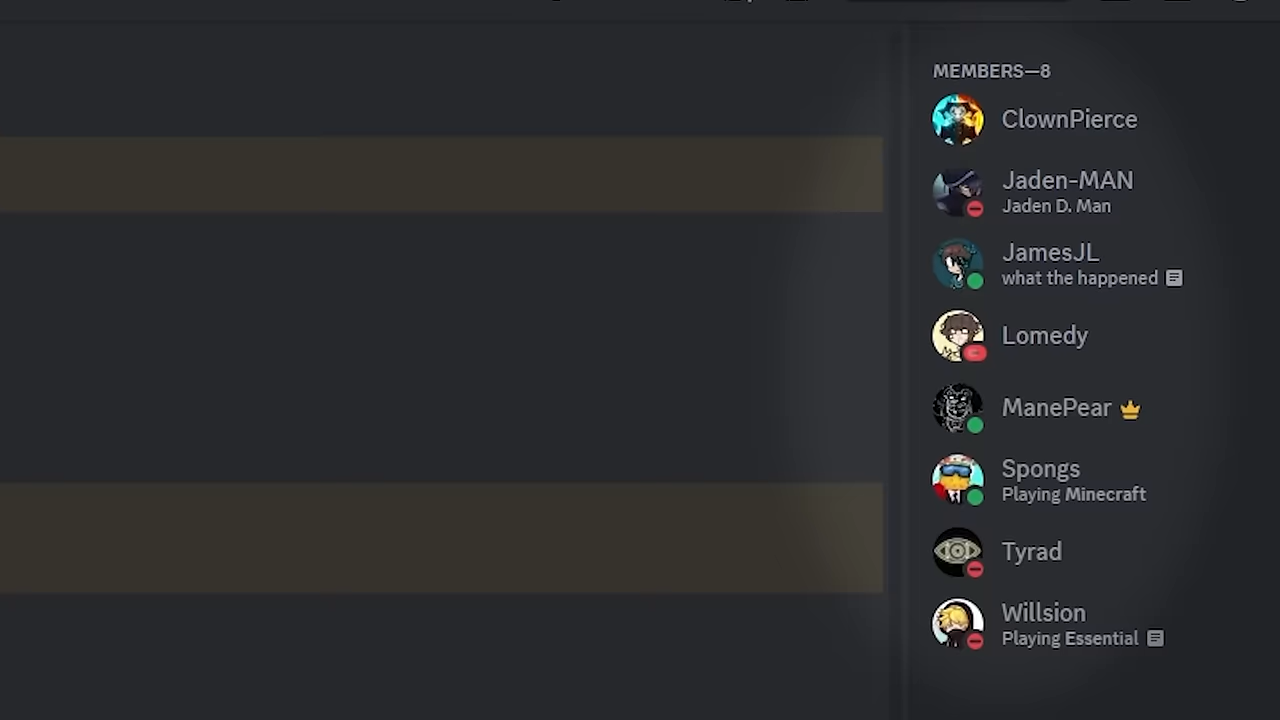 MEMBERS—8
ClownPierce
Jaden-MAN
Jaden D. Man
JamesJL
what the happened
Lomedy
ManePear
Spongs
Playing Minecraft
Tyrad
Willsion
Playing Essential